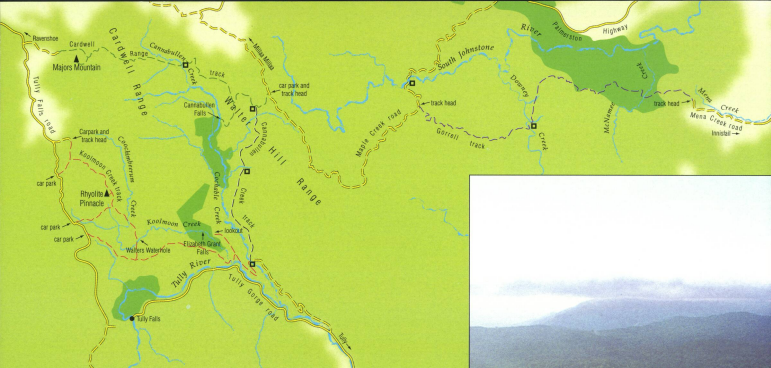 Ravenshoe
Cardwell
Range
track
Majors Mountain
Cardwell Range
Cannabullen
Creek
Millaa Millaa
car park and
track head
Tully Falls road
Cannabullen
Falls
Walter Hill Range
Cannabullen
Creek
track
Carpark and
track head
Koolmoon Creek track
Creek
car park
Rhyolite
Pinnacle
Koolmoon Creek
car park
car park
Walters Waterhole
Elizabeth Grant
Falls
lookout
Tully River
Tully Gorge road
Tully Falls
Tully
South Johnstone River
Palmerston Highway
track head
Maple Creek road
Gorrell track
Downey
Creek
McNamee
Creek
track head
Mena Creek
Mena Creek road
Innisfail